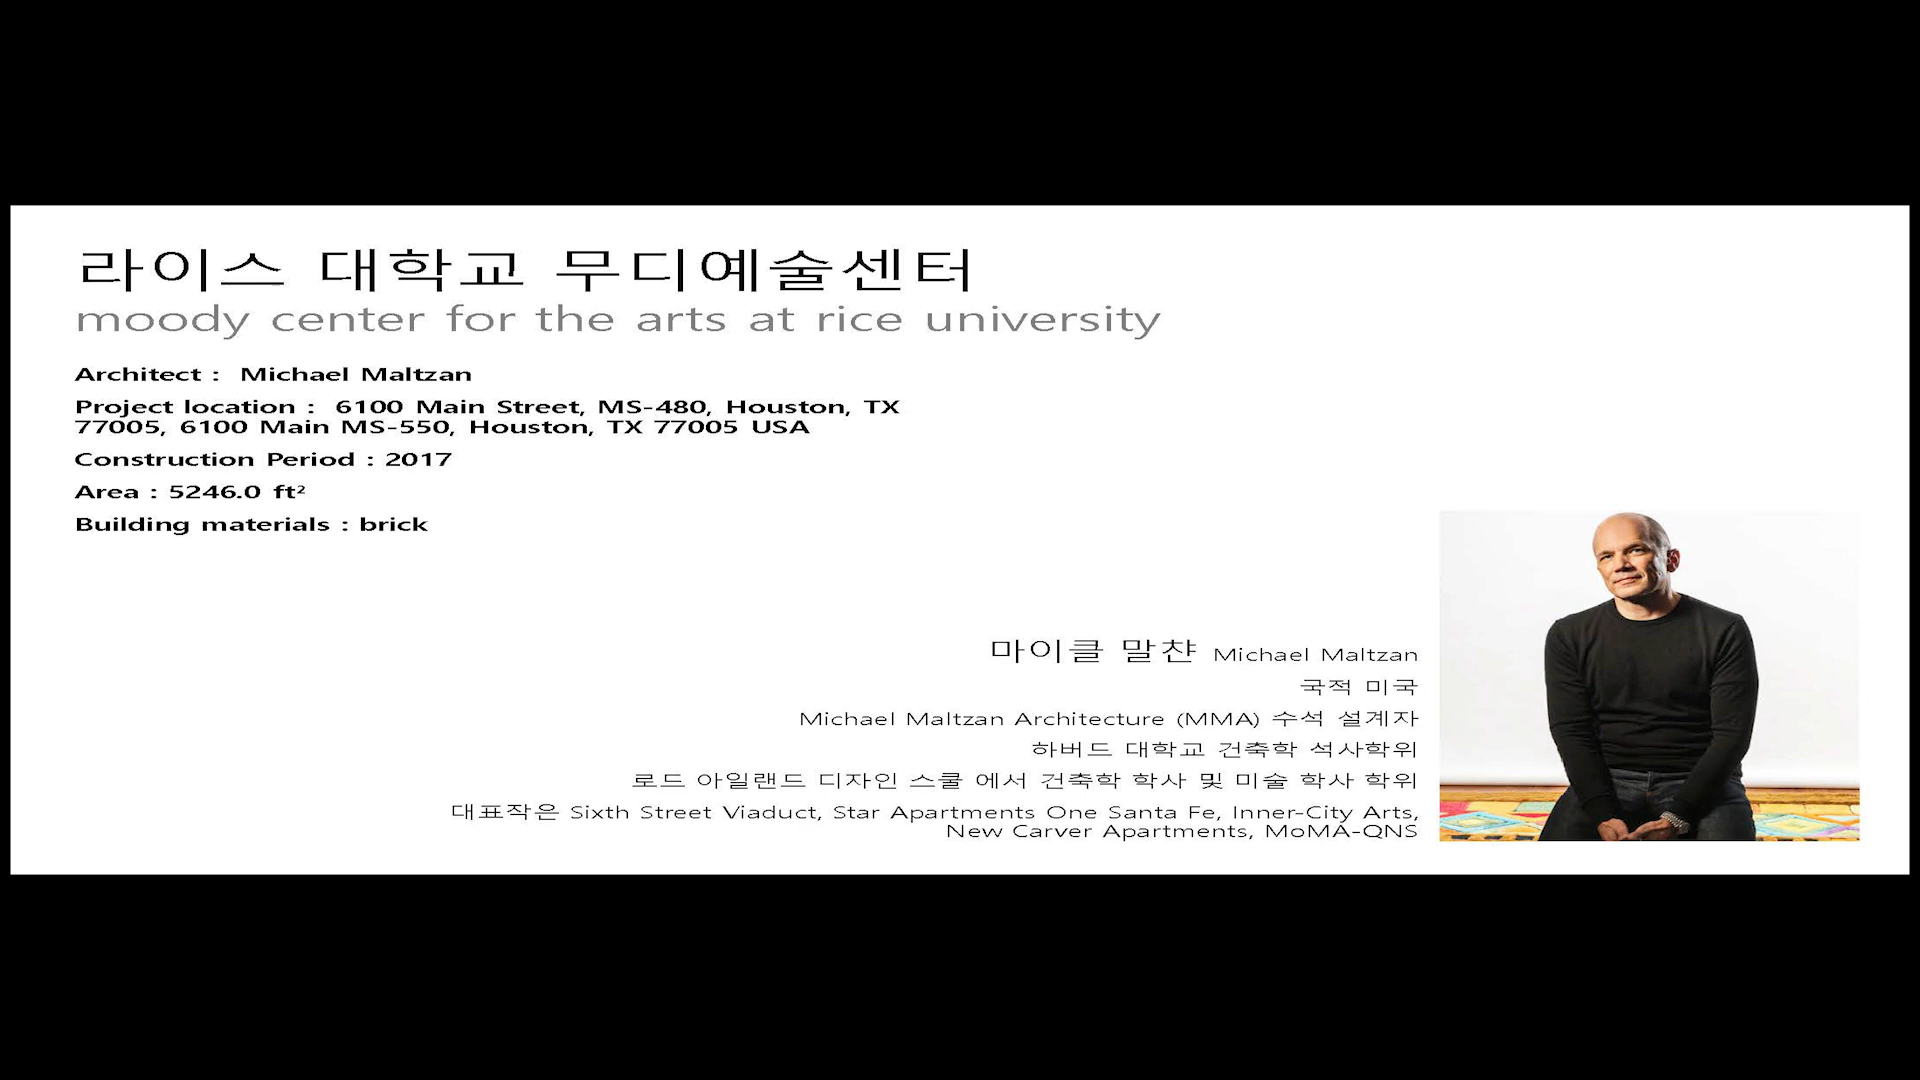 라이스 대학교 무디예술센터
moody center for the arts at rice university
Architect :  Michael Maltzan
Project location :  6100 Main Street, MS-480, Houston, TX
77005, 6100 Main MS-550, Houston, TX 77005 USA
Construction Period : 2017
Area : 5246.0 ft²
Building materials : brick
마이클 말챤 Michael Maltzan
국적 미국
Michael Maltzan Architecture (MMA) 수석 설계자
하버드 대학교 건축학 석사학위
로드 아일랜드 디자인 스쿨 에서 건축학 학사 및 미술 학사 학위
대표작은 Sixth Street Viaduct, Star Apartments One Santa Fe, Inner-City Arts,
New Carver Apartments, MoMA-QNS